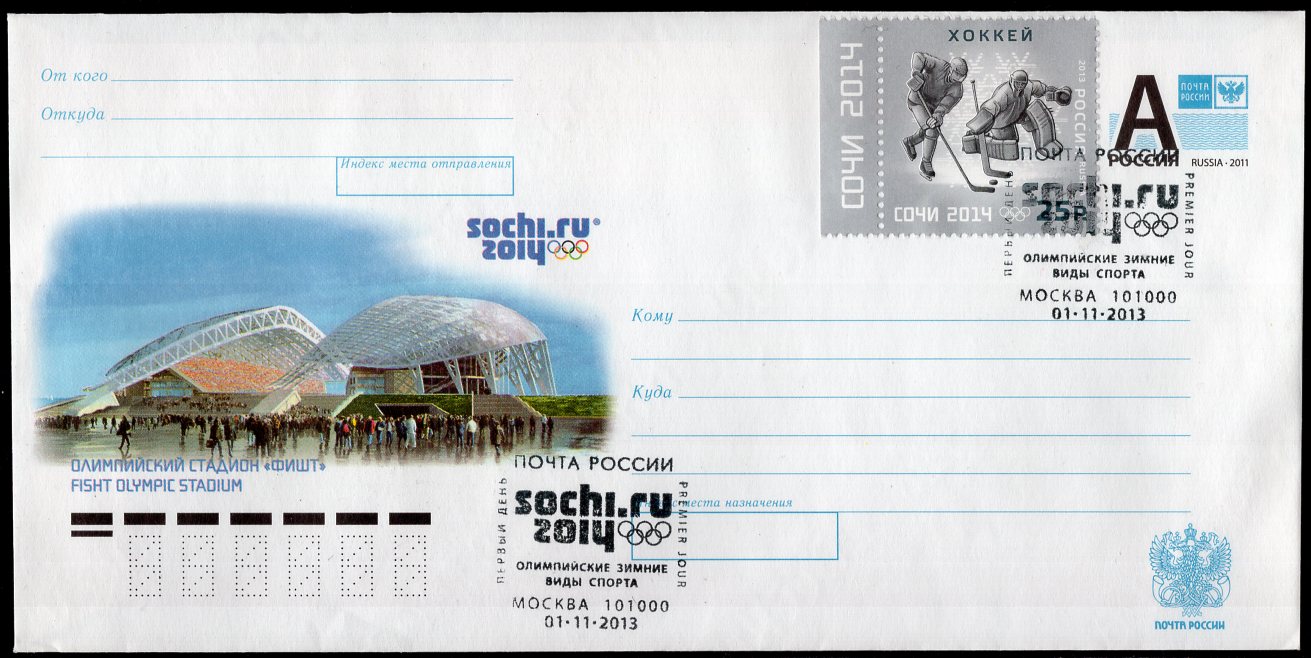 От кого
Откуда
Индекс места отправления
СОЧИ 2014
ХОККЕЙ
2013 РОССИЯ RUSSIA
СОЧИ 2014
25Р
А
ПОЧТА
РОССИИ
РОССИЯ
RUSSIA · 2011
ПОЧТА РОССИИ
ПЕРВЫЙ ДЕНЬ
sochi.ru
2014
PREMIER JOUR
ОЛИМПИЙСКИЕ ЗИМНИЕ
ВИДЫ СПОРТА
МОСКВА 101000
01·11·2013
sochi.ru®
2014
Кому
Куда
ОЛИМПИЙСКИЙ СТАДИОН «ФИШТ»
FISHT OLYMPIC STADIUM
ПОЧТА РОССИИ
ПЕРВЫЙ ДЕНЬ
sochi.ru
2014
PREMIER JOUR
ОЛИМПИЙСКИЕ ЗИМНИЕ
ВИДЫ СПОРТА
МОСКВА 101000
01·11·2013
места назначения
ПОЧТА РОССИИ